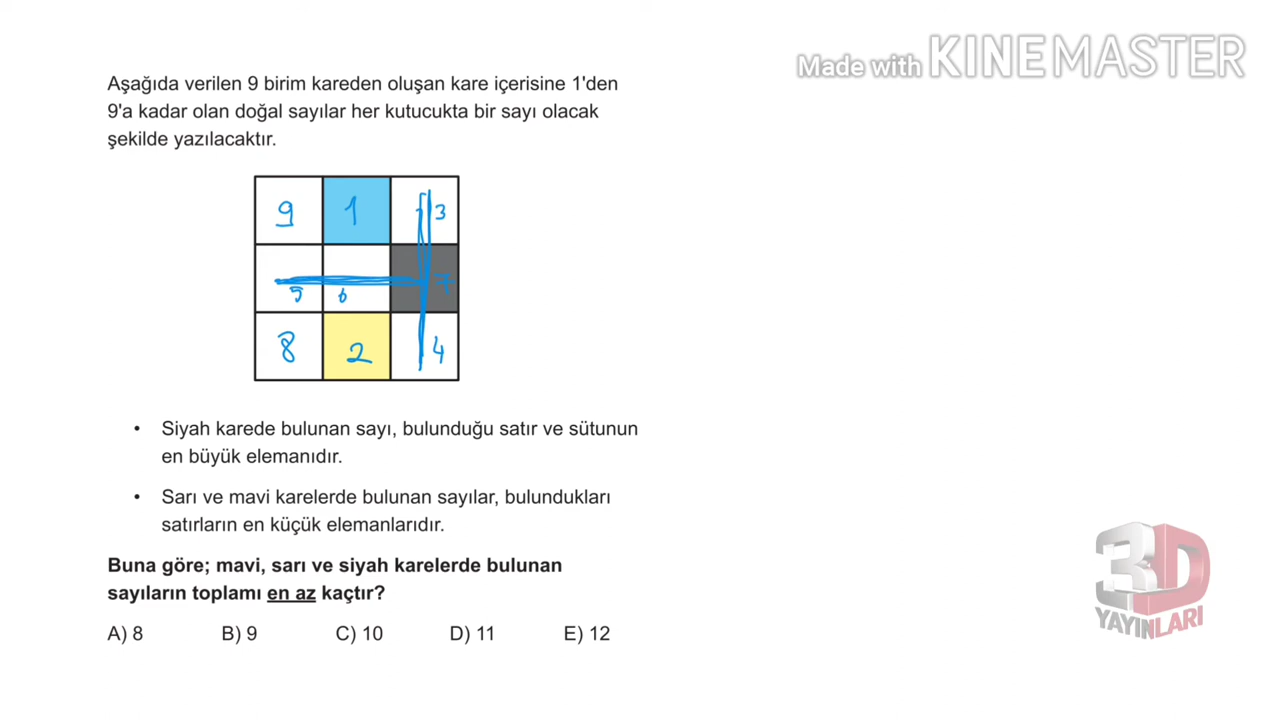 Made with KINEMASTER
Aşağıda verilen 9 birim kareden oluşan kare içerisine 1'den
9'a kadar olan doğal sayılar her kutucukta bir sayı olacak
şekilde yazılacaktır.
9 1 3
5 6 7
8 2 4
• Siyah karede bulunan sayı, bulunduğu satır ve sütunun
en büyük elemanıdır.
• Sarı ve mavi karelerde bulunan sayılar, bulundukları
satırların en küçük elemanlarıdır.
Buna göre; mavi, sarı ve siyah karelerde bulunan
sayıların toplamı en az kaçtır?
A) 8 B) 9 C) 10 D) 11 E) 12
3D
YAYINLARI